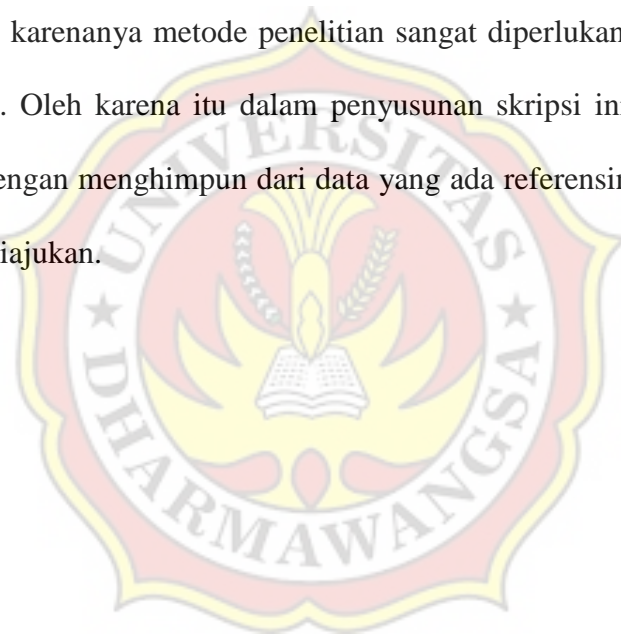 karenanya metode penelitian sangat diperlukan
. Oleh karena itu dalam penyusunan skripsi ini
engan menghimpun dari data yang ada referensin
iajukan.
UNIVERSITAS
DHARMAWANGSA